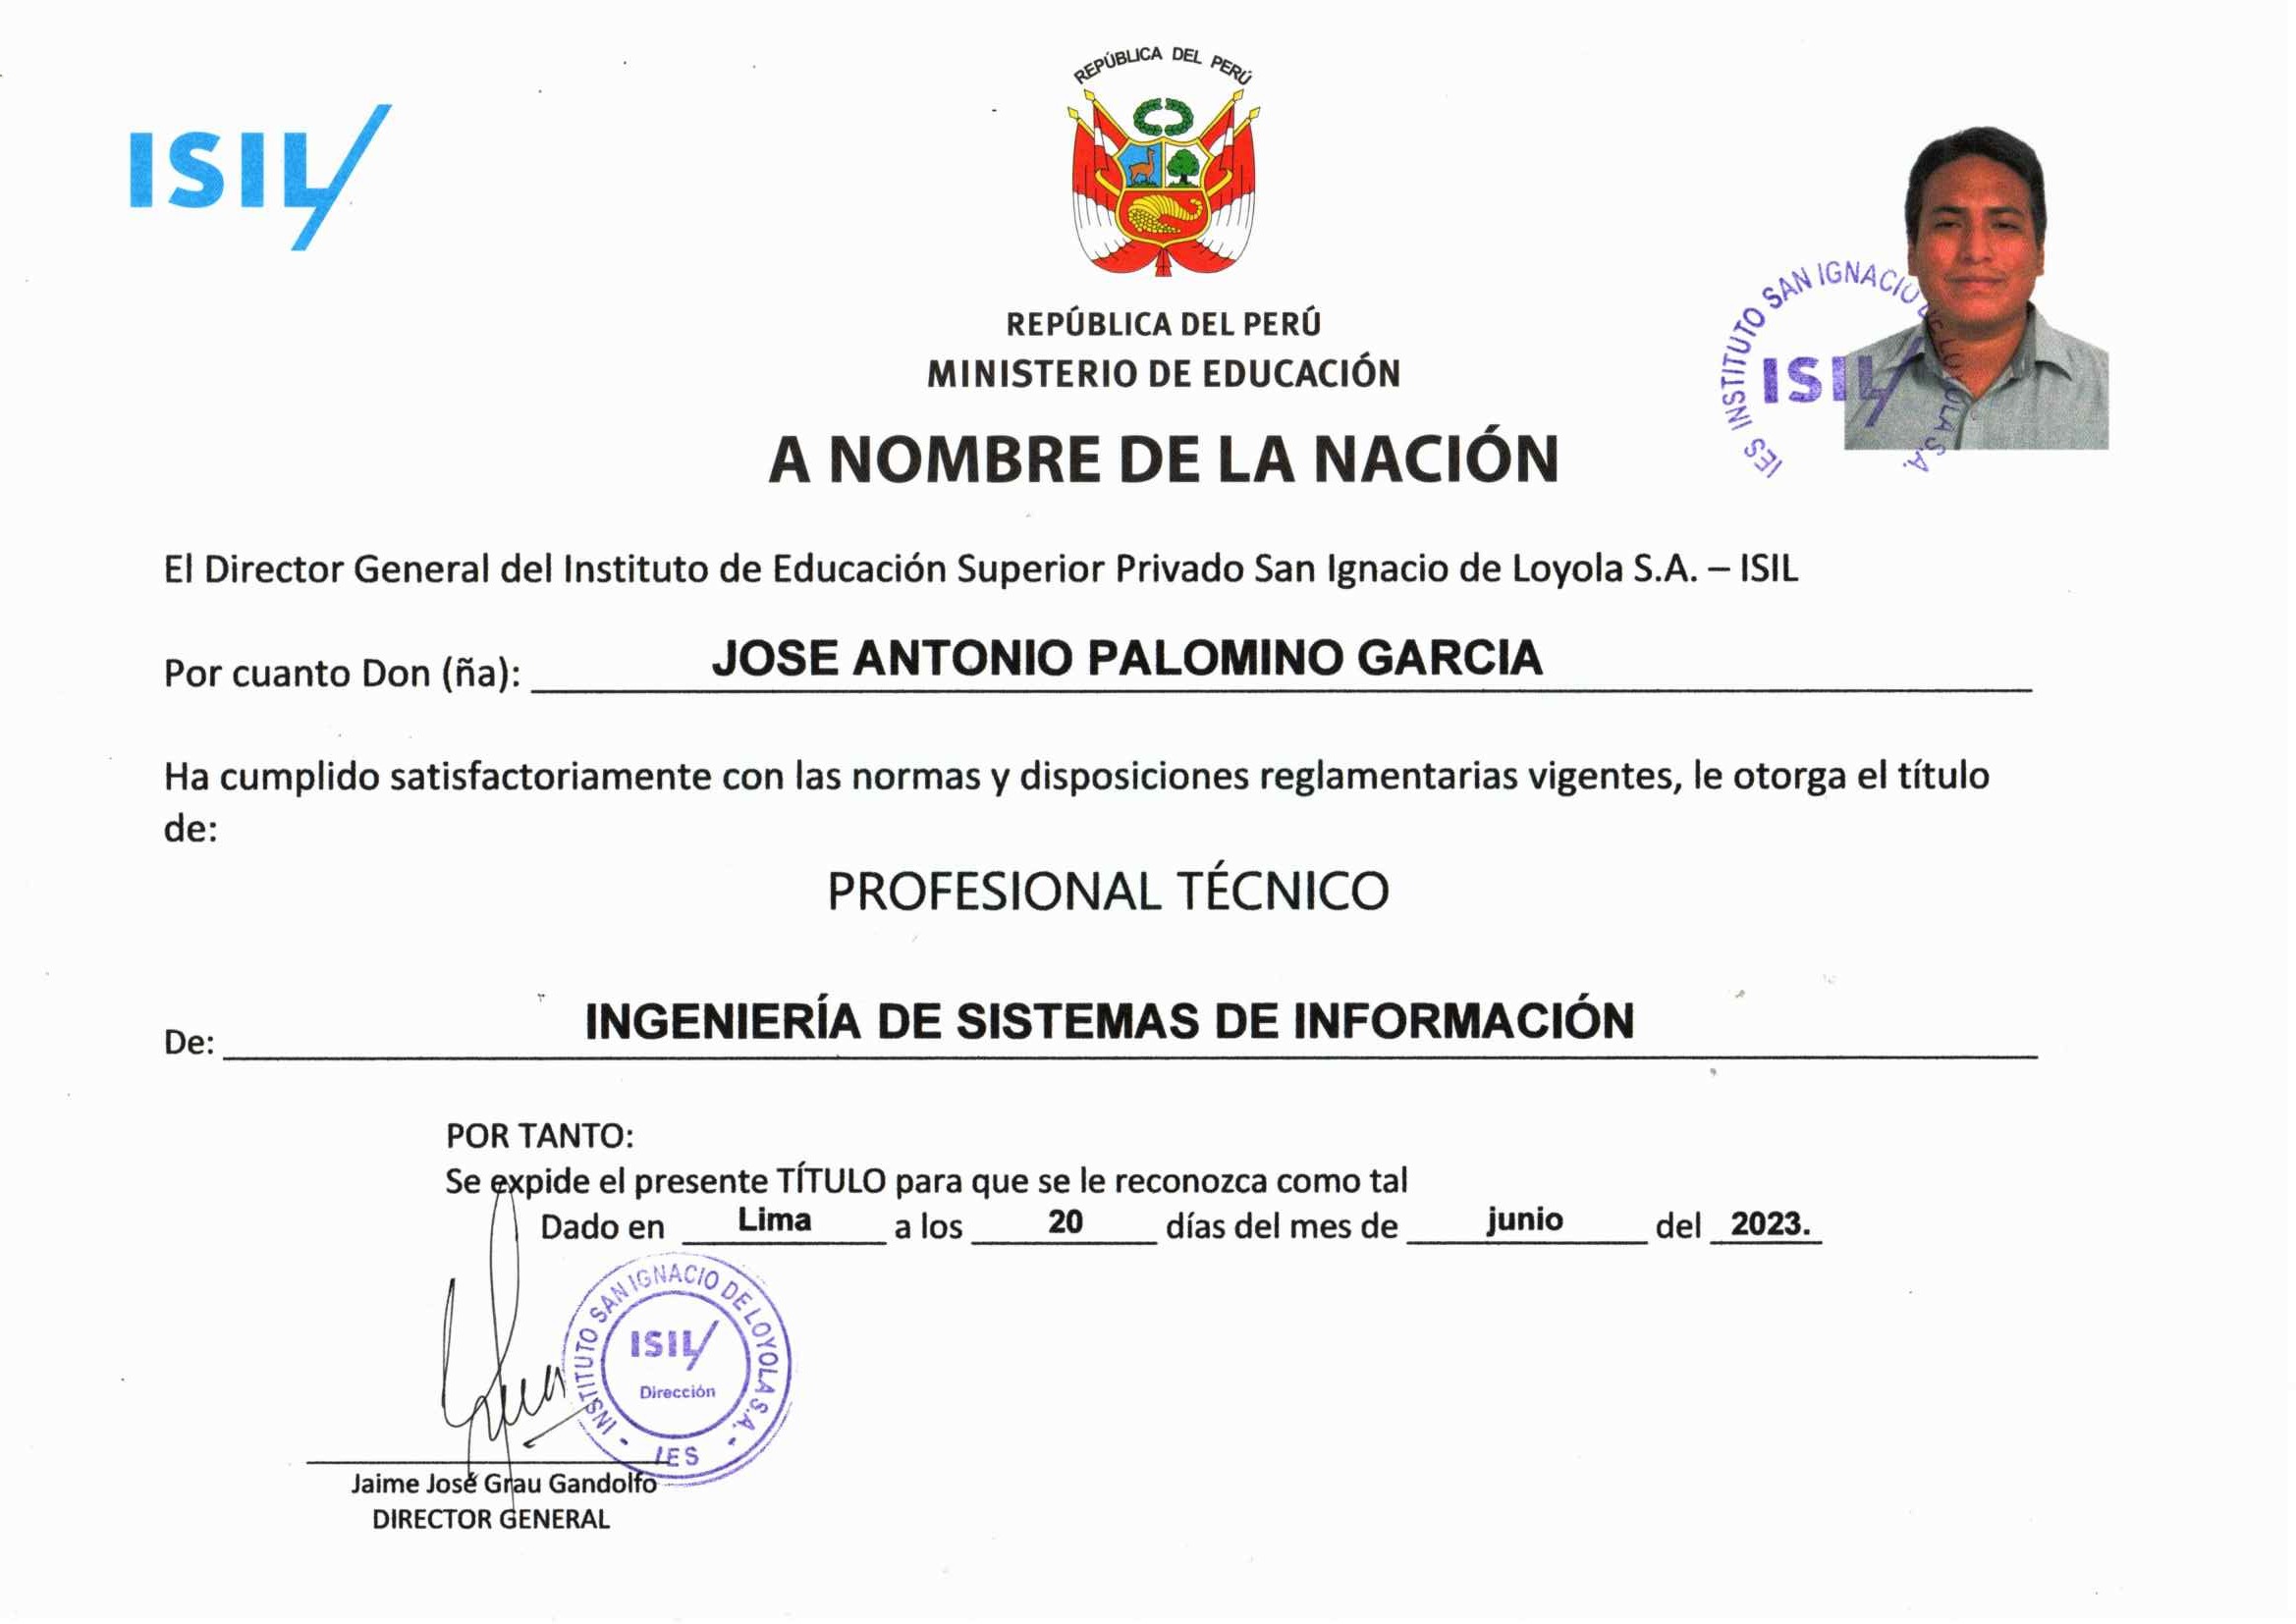 ISIL
REPÚBLICA DEL PERÚ
REPÚBLICA DEL PERÚ
MINISTERIO DE EDUCACIÓN
A NOMBRE DE LA NACIÓN
IES INSTITUTO SAN IGNACIO DE LOYOLA S.A.
ISIL
El Director General del Instituto de Educación Superior Privado San Ignacio de Loyola S.A. – ISIL
Por cuanto Don (ña): JOSE ANTONIO PALOMINO GARCIA
Ha cumplido satisfactoriamente con las normas y disposiciones reglamentarias vigentes, le otorga el título
de:
PROFESIONAL TÉCNICO
De: INGENIERÍA DE SISTEMAS DE INFORMACIÓN
POR TANTO:
Se expide el presente TÍTULO para que se le reconozca como tal
Dado en Lima a los 20 días del mes de junio del 2023.
INSTITUTO SAN IGNACIO DE LOYOLA S.A.
ISIL
Dirección
- IES -
Jaime José Grau Gandolfo
DIRECTOR GENERAL